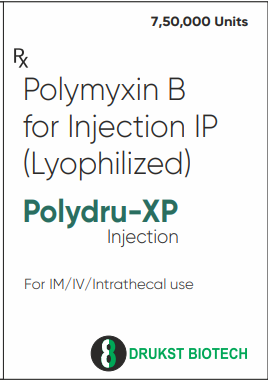 7,50,000 Units
Rx
Polymyxin B
for Injection IP
(Lyophilized)
Polydru-XP
Injection
For IM/IV/Intrathecal use
DRUKST BIOTECH